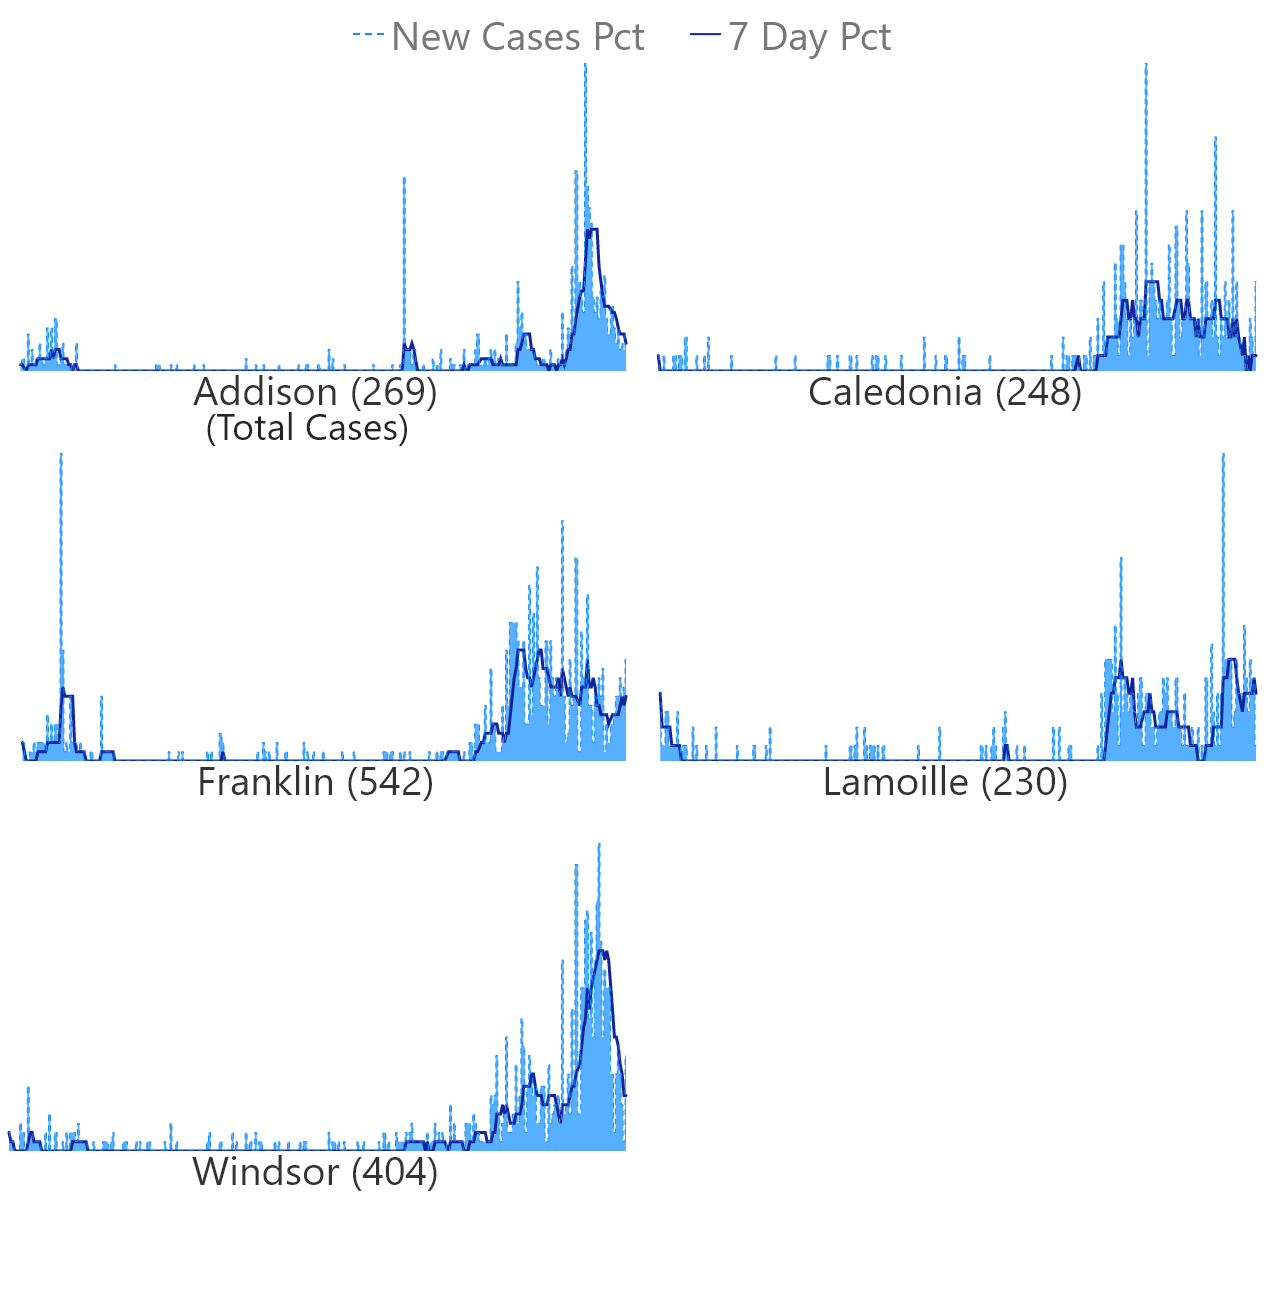 New Cases Pct 7 Day Pct
Addison (269) Caledonia (248)
(Total Cases)
Franklin (542) Lamoille (230)
Windsor (404)